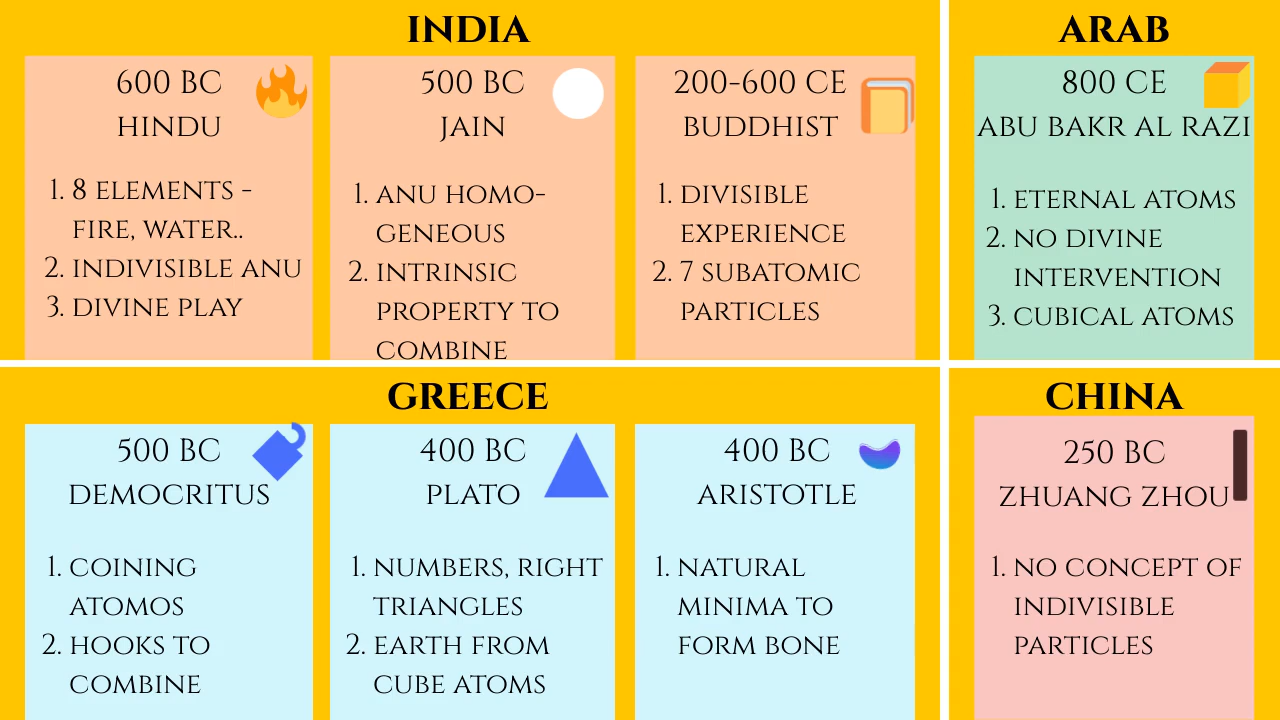 INDIA
600 BC
HINDU
1. 8 ELEMENTS -
FIRE, WATER..
2. INDIVISIBLE ANU
3. DIVINE PLAY
500 BC
JAIN
1. ANU HOMO-
GENEOUS
2. INTRINSIC
PROPERTY TO
COMBINE
200-600 CE
BUDDHIST
1. DIVISIBLE
EXPERIENCE
2. 7 SUBATOMIC
PARTICLES
ARAB
800 CE
ABU BAKR AL RAZI
1. ETERNAL ATOMS
2. NO DIVINE
INTERVENTION
3. CUBICAL ATOMS
GREECE
500 BC
DEMOCRITUS
1. COINING
ATOMOS
2. HOOKS TO
COMBINE
400 BC
PLATO
1. NUMBERS, RIGHT
TRIANGLES
2. EARTH FROM
CUBE ATOMS
400 BC
ARISTOTLE
1. NATURAL
MINIMA TO
FORM BONE
CHINA
250 BC
ZHUANG ZHOU
1. NO CONCEPT OF
INDIVISIBLE
PARTICLES